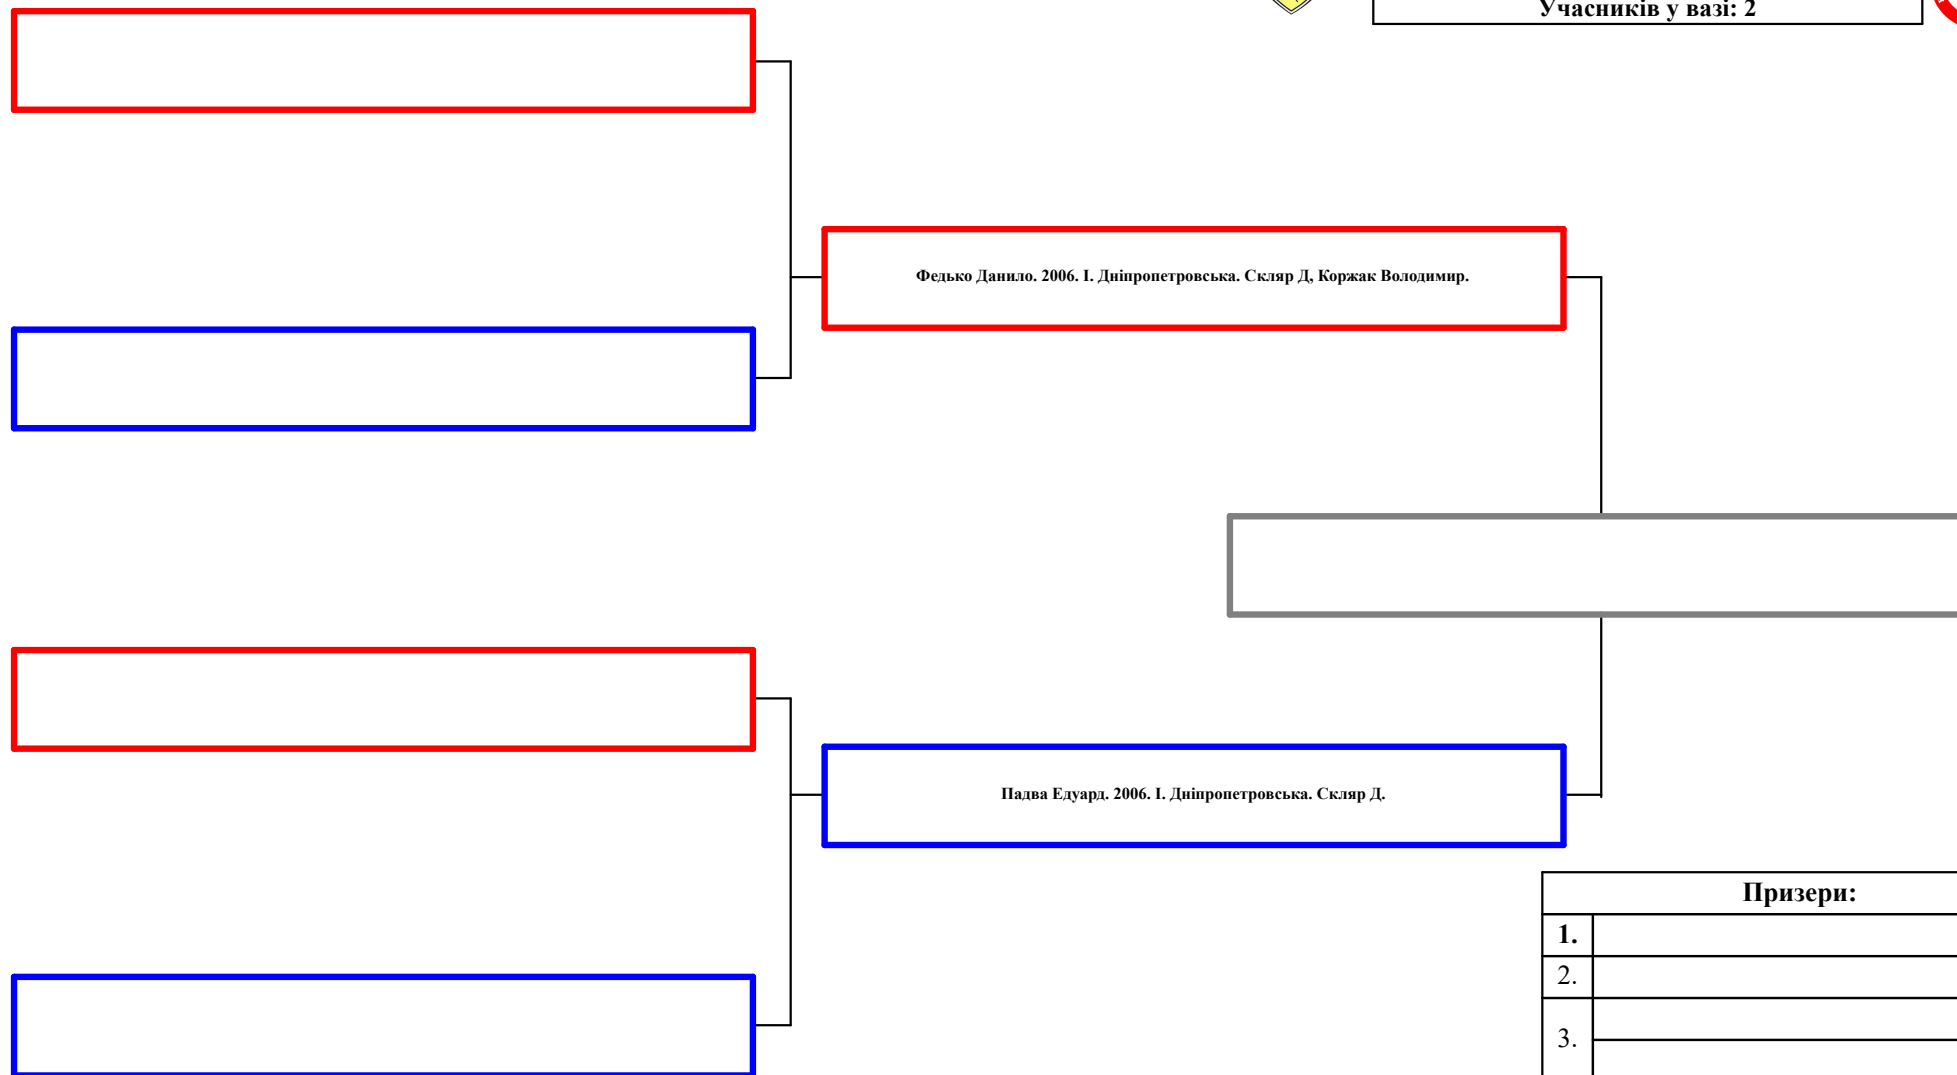 Учасників у вазі: 2
Федько Данило. 2006. І. Дніпропетровська. Скляр Д, Коржак Володимир.
Падва Едуард. 2006. І. Дніпропетровська. Скляр Д.
Призери:
1.
2.
3.